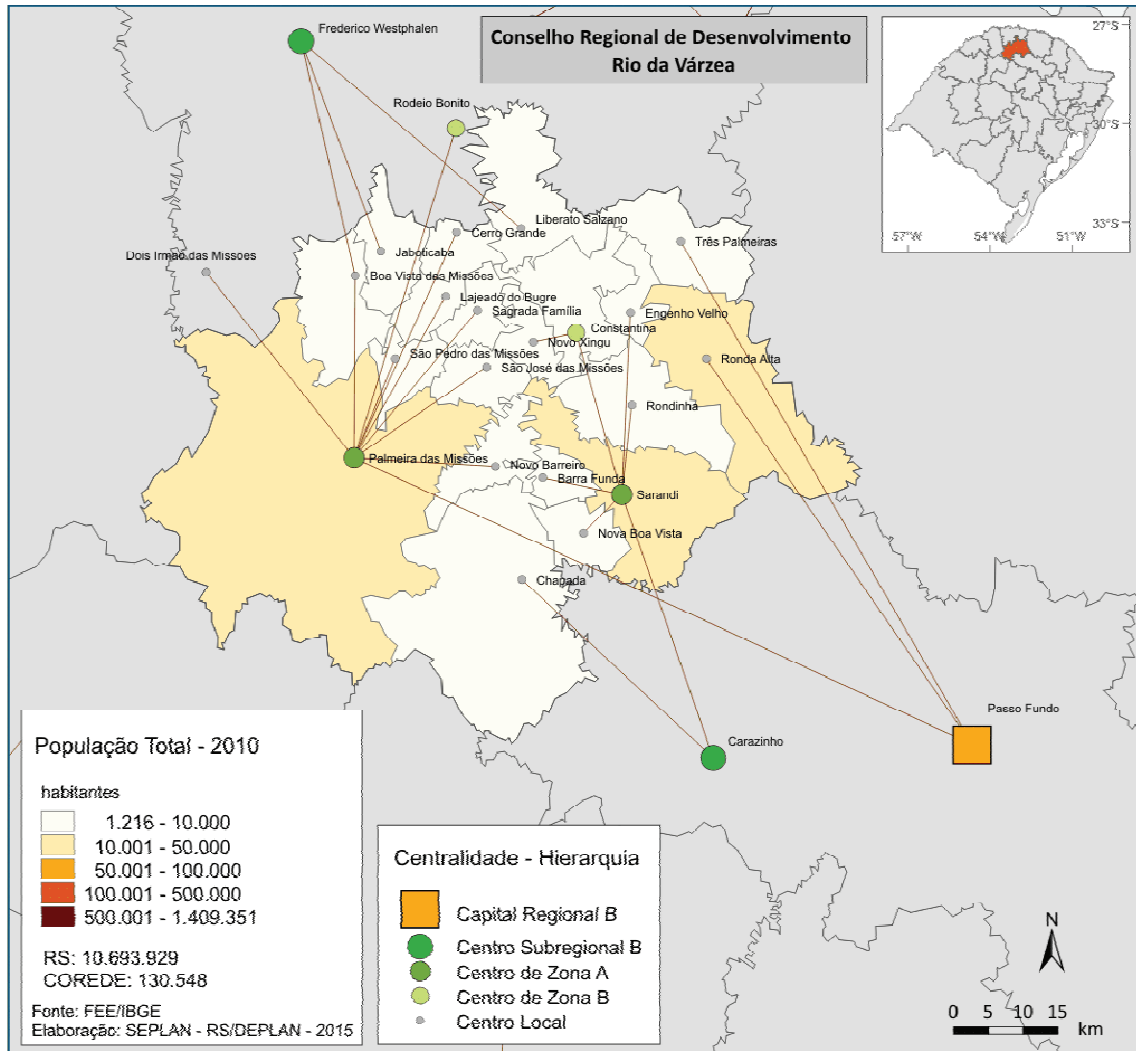 Conselho Regional de Desenvolvimento
Rio da Várzea
27°S
30°S
33°S
57°W
54°W
51°W
Frederico Westphalen
Rodeio Bonito
Liberato Salzano
Cerro Grande
Três Palmeiras
Jaboticaba
Dois Irmão das Missões
Boa Vista das Missões
Lajeado do Bugre
Sagrada Família
Engenho Velho
Constantina
Novo Xingu
São Pedro das Missões
Ronda Alta
São José das Missões
Rondinha
Palmeira das Missões
Novo Barreiro
Barra Funda
Sarandi
Nova Boa Vista
Chapada
Passo Fundo
Carazinho
População Total - 2010
habitantes
1.216 - 10.000
10.001 - 50.000
50.001 - 100.000
100.001 - 500.000
500.001 - 1.409.351
RS: 10.693.929
COREDE: 130.548
Fonte: FEE/IBGE
Elaboração: SEPLAN - RS/DEPLAN - 2015
Centralidade - Hierarquia
Capital Regional B
Centro Subregional B
Centro de Zona A
Centro de Zona B
Centro Local
N
0 5 10 15
km